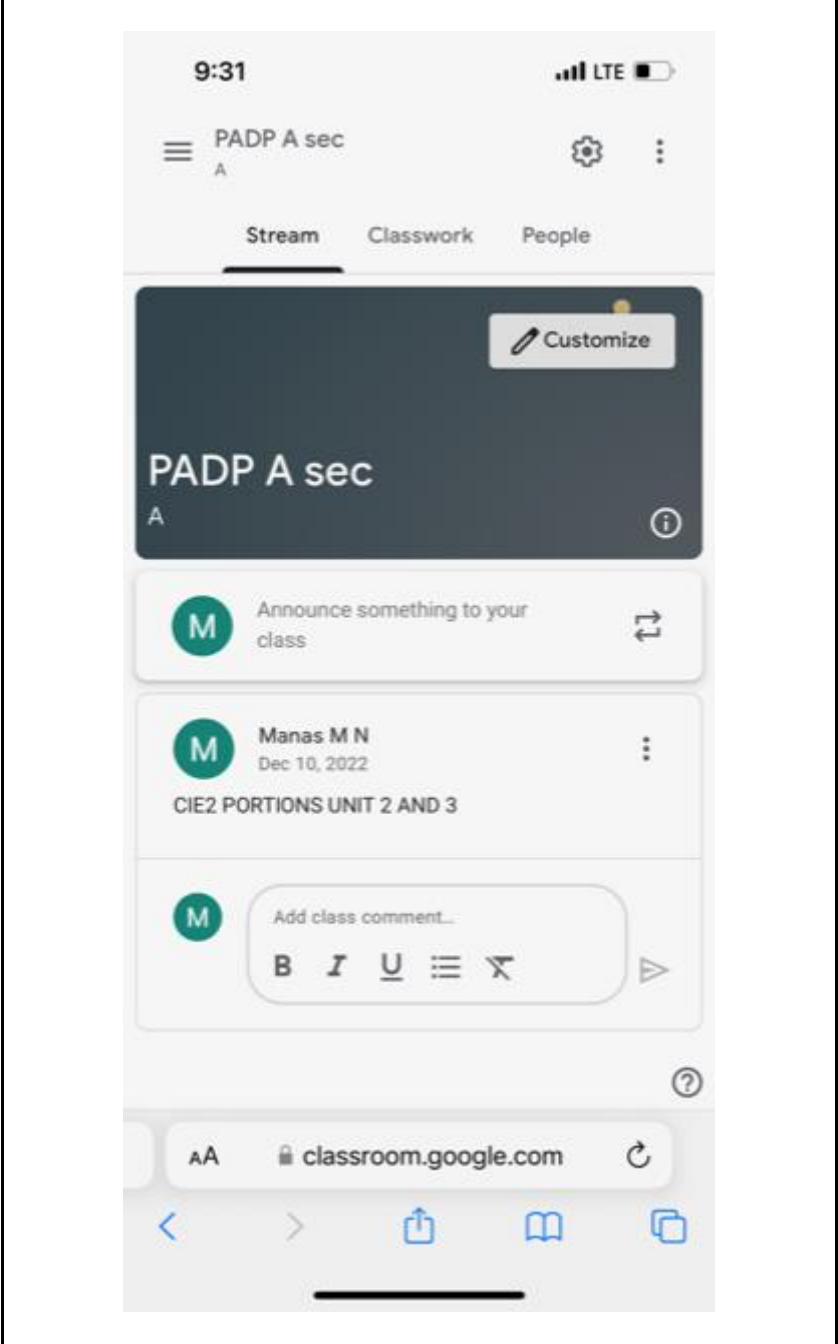 9:31 LTE
PADP A sec
A
Stream Classwork People
Customize
PADP A sec
A
M Announce something to your
class
M Manas M N
Dec 10, 2022
CIE2 PORTIONS UNIT 2 AND 3
M Add class comment...
B I U
AA classroom.google.com